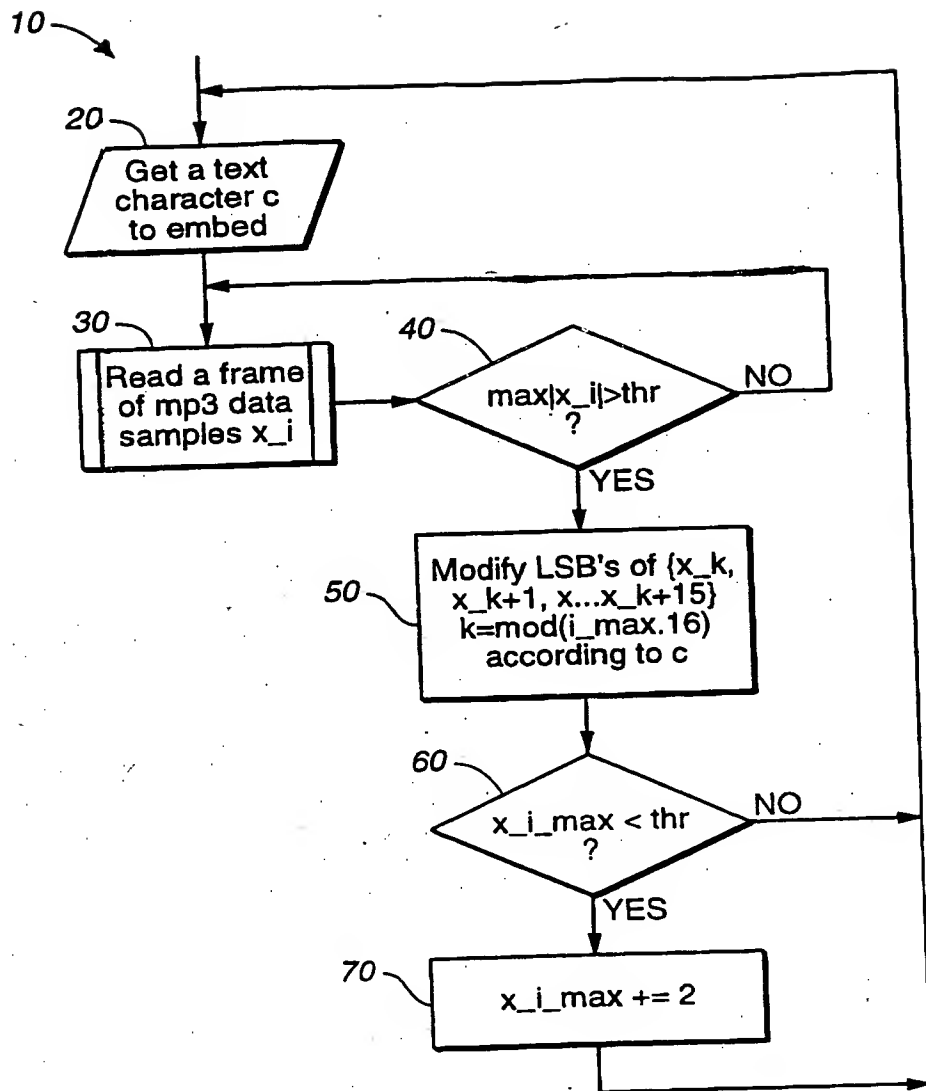 10
20
Get a text
character c
to embed
30
Read a frame
of mp3 data
samples x_i
40
max|x_i|>thr
?
NO
YES
50
Modify LSB's of {x_k,
x_k+1, x...x_k+15}
k=mod(i_max.16)
according to c
60
x_i_max < thr
?
NO
YES
70
x_i_max += 2